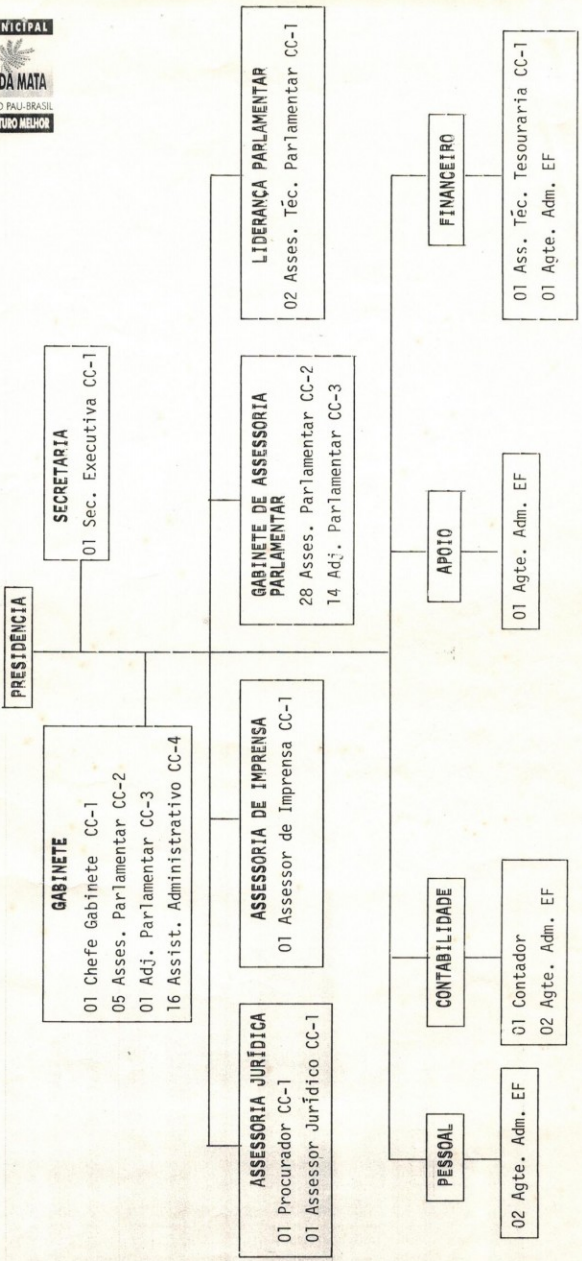 NICIPAL
DA MATA
O PAU-BRASIL
TURO MELHOR
PRESIDÊNCIA
SECRETARIA
01 Sec. Executiva CC-1
GABINETE
01 Chefe Gabinete CC-1
05 Asses. Parlamentar CC-2
01 Adj. Parlamentar CC-3
16 Assist. Administrativo CC-4
ASSESSORIA JURÍDICA
01 Procurador CC-1
01 Assessor Jurídico CC-1
ASSESSORIA DE IMPRENSA
01 Assessor de Imprensa CC-1
GABINETE DE ASSESSORIA
PARLAMENTAR
28 Asses. Parlamentar CC-2
14 Adj. Parlamentar CC-3
LIDERANÇA PARLAMENTAR
02 Asses. Téc. Parlamentar CC-1
PESSOAL
02 Agte. Adm. EF
CONTABILIDADE
01 Contador
02 Agte. Adm. EF
APOIO
01 Agte. Adm. EF
FINANCEIRO
01 Ass. Téc. Tesouraria CC-1
01 Agte. Adm. EF